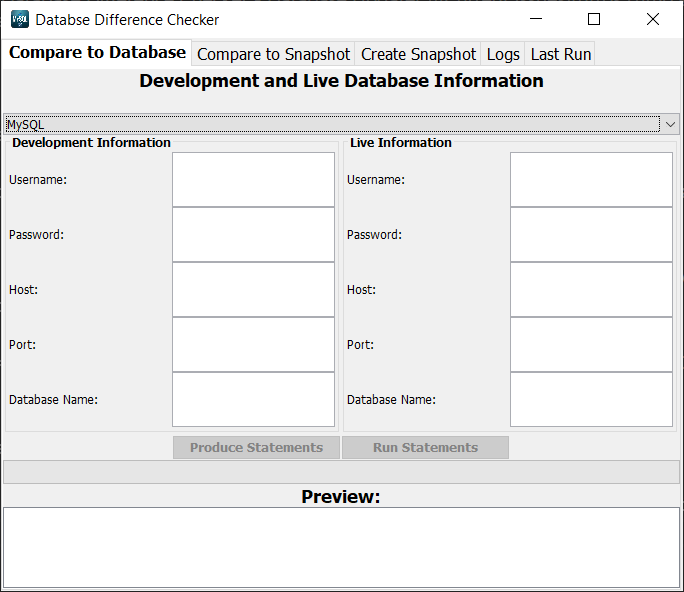 MySQL
Databse Difference Checker
Compare to Database Compare to Snapshot Create Snapshot Logs Last Run
Development and Live Database Information
MySQL
Development Information
Username:
Password:
Host:
Port:
Database Name:
Live Information
Username:
Password:
Host:
Port:
Database Name:
Produce Statements Run Statements
Preview: